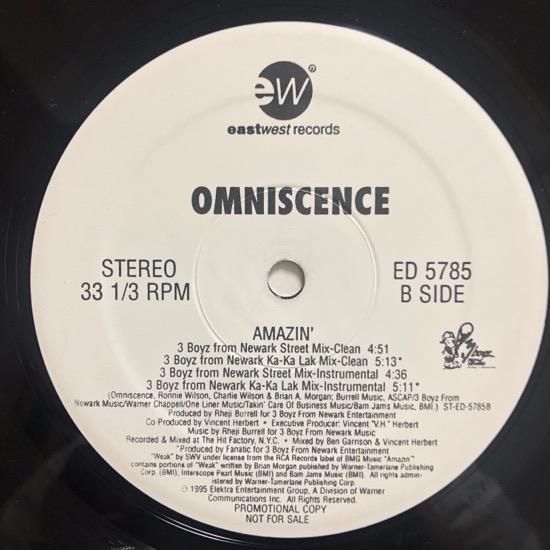 ew
eastwest records
OMNISCENCE
STEREO
33 1/3 RPM
ED 5785
B SIDE
AMAZIN'
3 Boyz from Newark Street Mix-Clean 4:51
3 Boyz from Newark Ka-Ka Lak Mix-Clean 5:13*
3 Boyz from Newark Street Mix-Instrumental 4:36
3 Boyz from Newark Ka-Ka Lak Mix-Instrumental 5:11*
(Omniscence, Ronnie Wilson, Charlie Wilson & Brian A. Morgan; Burrell Music, ASCAP/3 Boyz From
Newark Music/Warner Chappell/One Liner Music/Takin' Care Of Business Music/Bam Jams Music, BMI.) ST-ED-5785B
Produced by Rheji Burrell for 3 Boyz From Newark Entertainment
Co-Produced by Vincent Herbert • Executive Producer: Vincent "V.H." Herbert
Music by Rheji Burrell for 3 Boyz From Newark Music
Recorded & Mixed at The Hit Factory, N.Y.C. • Mixed by Ben Garrison & Vincent Herbert
*Produced by Fanatic for 3 Boyz From Newark Entertainment
"Weak" by SWV under license from the RCA Records label of BMG Music "Amazin'"
contains portions of "Weak" written by Brian Morgan published by Warner-Tamerlane Publishing
Corp. (BMI), Interscope Pearl Music (BMI) and Bam Jams Music (BMI). All rights admin-
istered by Warner-Tamerlane Publishing Corp.
© 1995 Elektra Entertainment Group, A Division of Warner
Communications Inc. All Rights Reserved.
PROMOTIONAL COPY
NOT FOR SALE